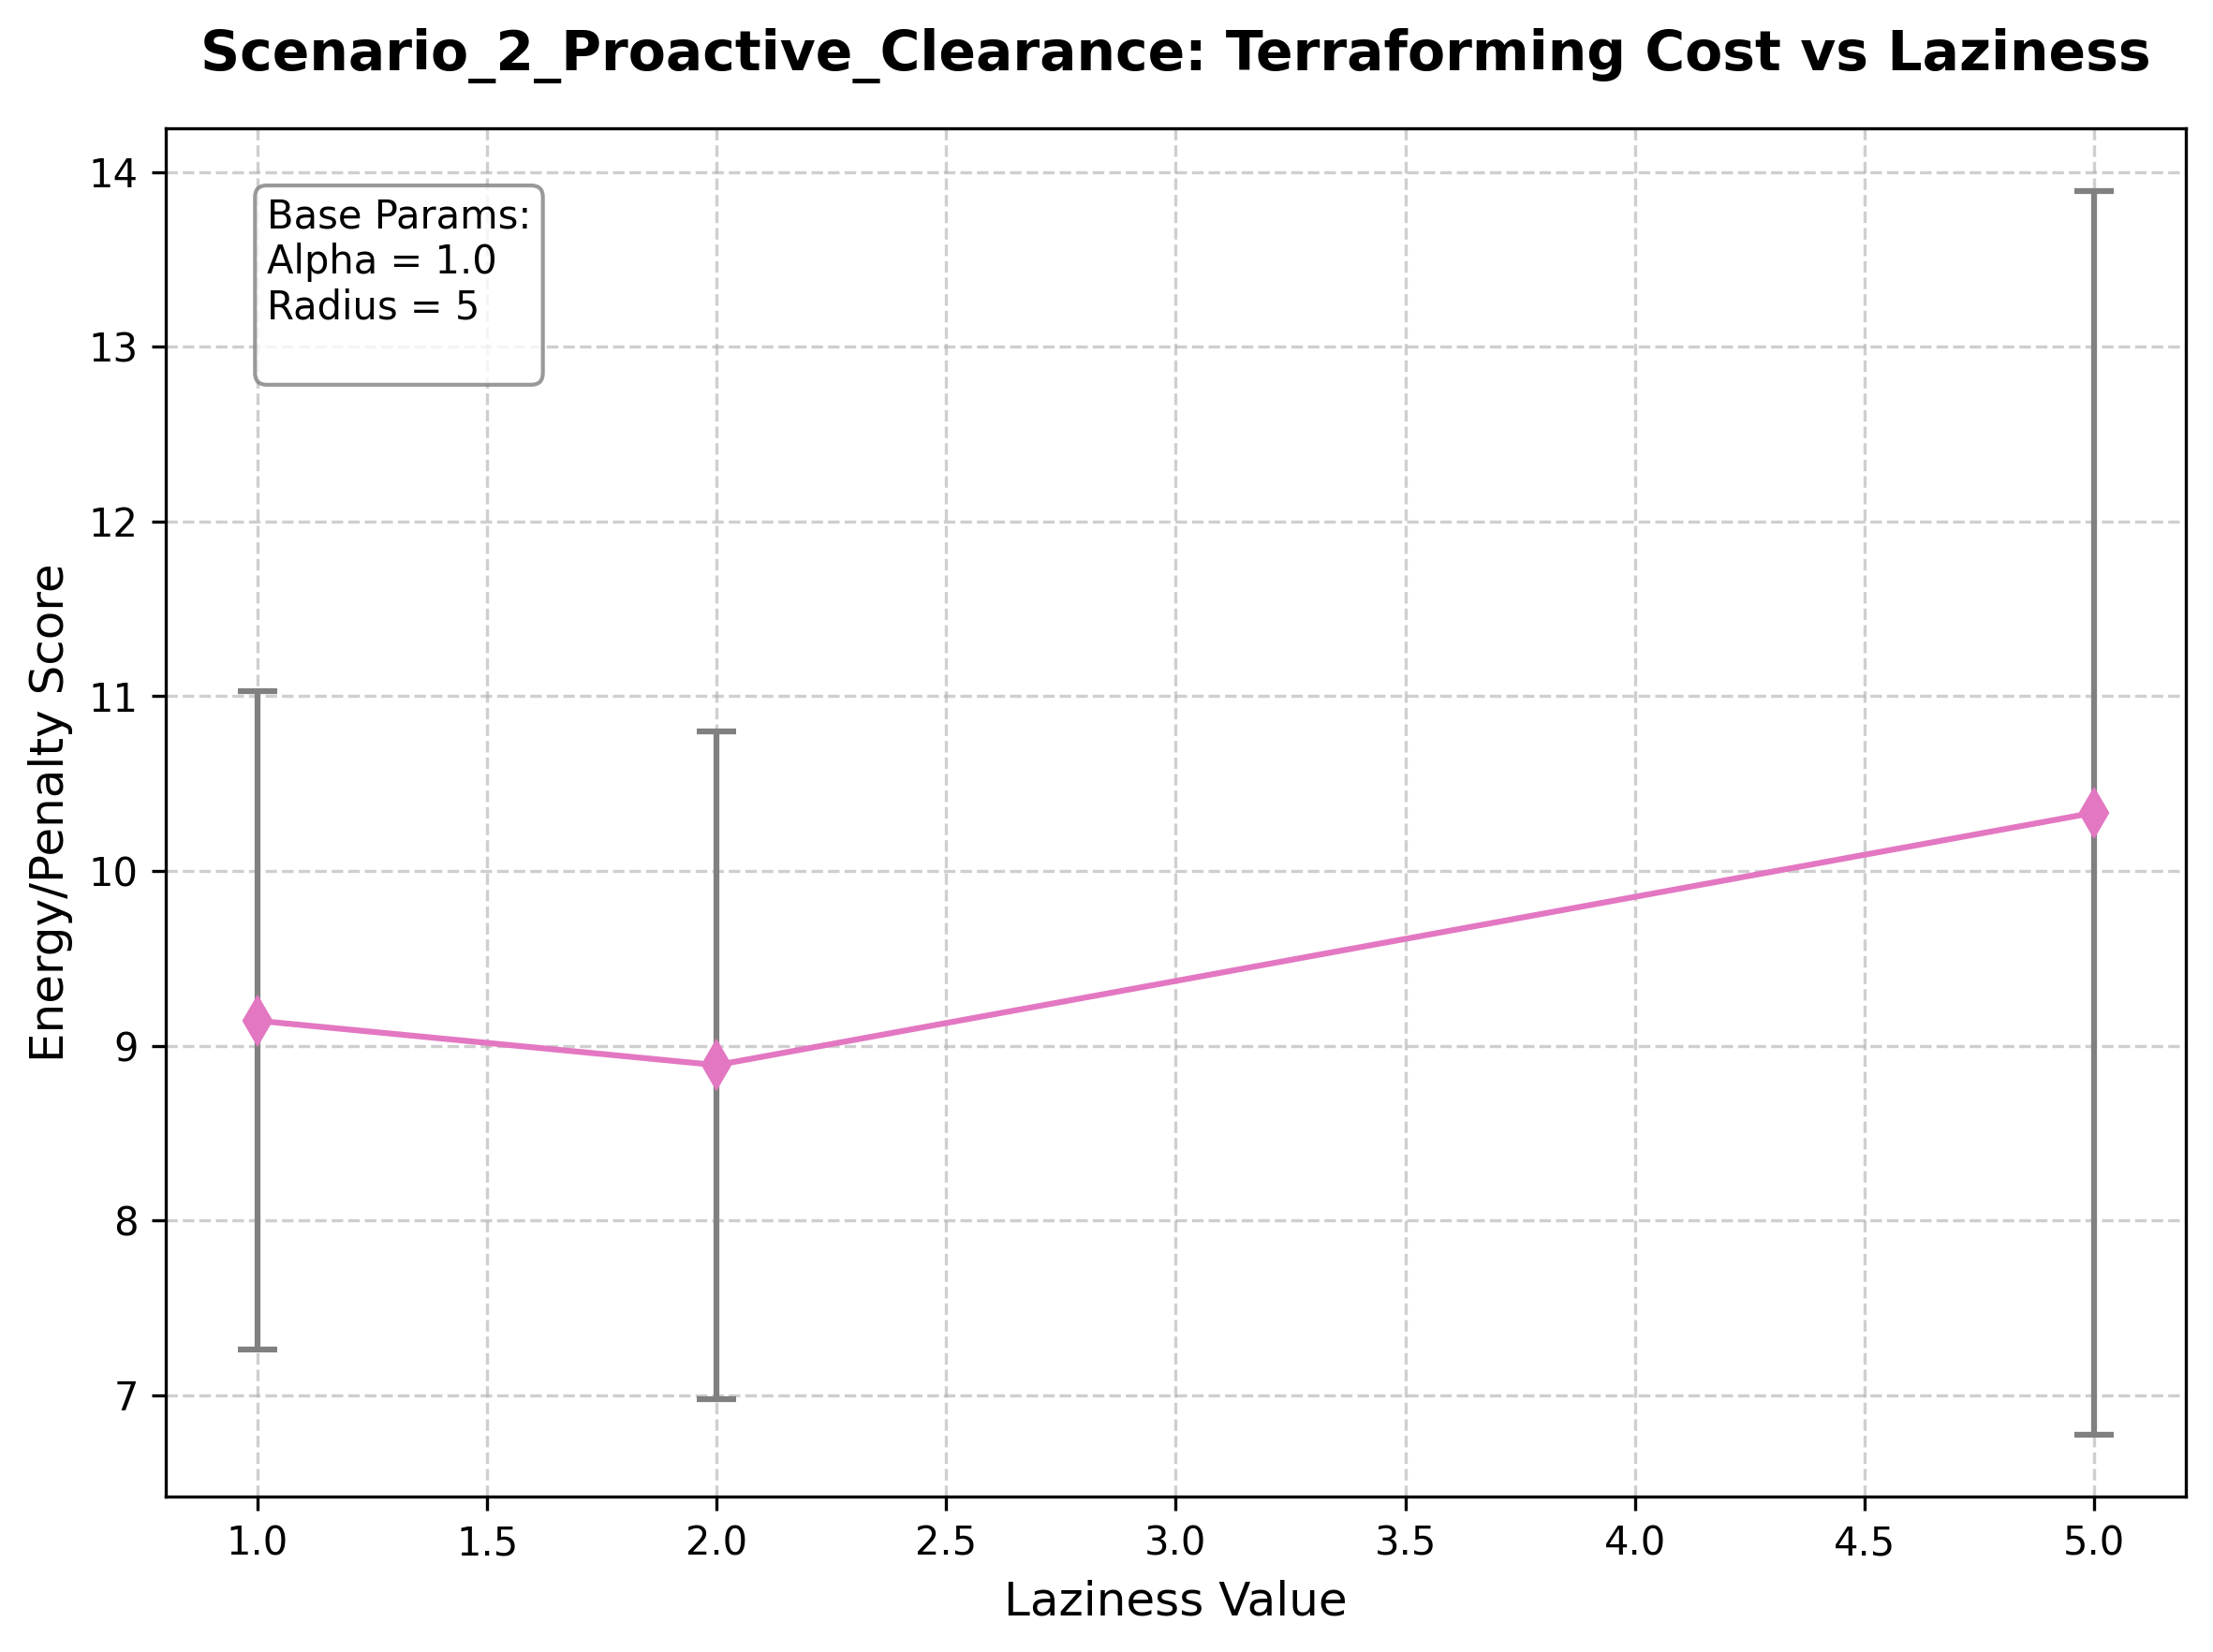 Scenario_2_Proactive_Clearance: Terraforming Cost vs Laziness
Base Params:
Alpha = 1.0
Radius = 5
Energy/Penalty Score
14
13
12
11
10
9
8
7
1.0
1.5
2.0
2.5
3.0
3.5
4.0
4.5
5.0
Laziness Value